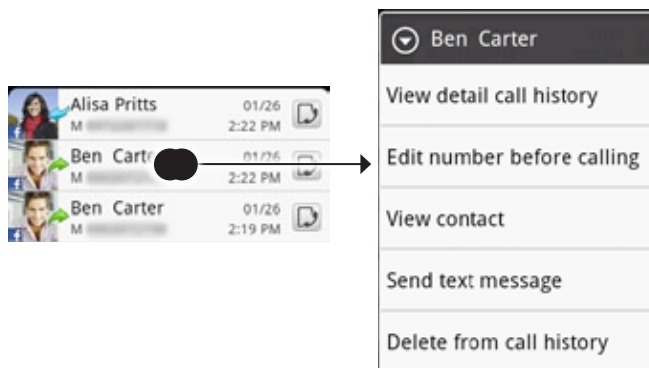 Alisa Pritts 01/26
M 2:22 PM
Ben Carte 01/26
M 2:22 PM
Ben Carter 01/26
M 2:19 PM
Ben Carter
View detail call history
Edit number before calling
View contact
Send text message
Delete from call history